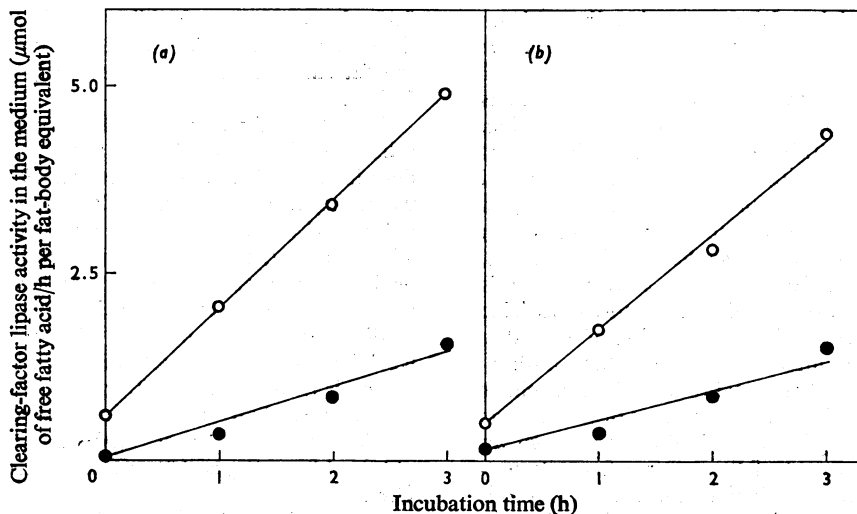 Clearing-factor lipase activity in the medium (μmol
of free fatty acid/h per fat-body equivalent)
(a)
(b)
5.0
2.5
0 1 2 3 0 1 2 3
Incubation time (h)